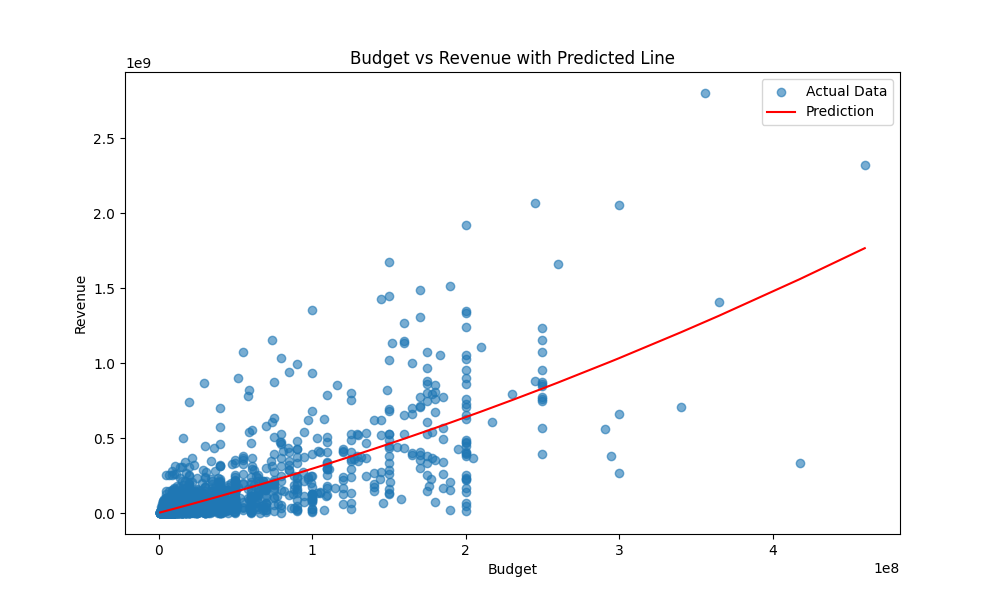 Budget vs Revenue with Predicted Line
1e9
Actual Data
Prediction
2.5
2.0
1.5
1.0
0.5
0.0
Revenue
0 1 2 3 4
Budget
1e8